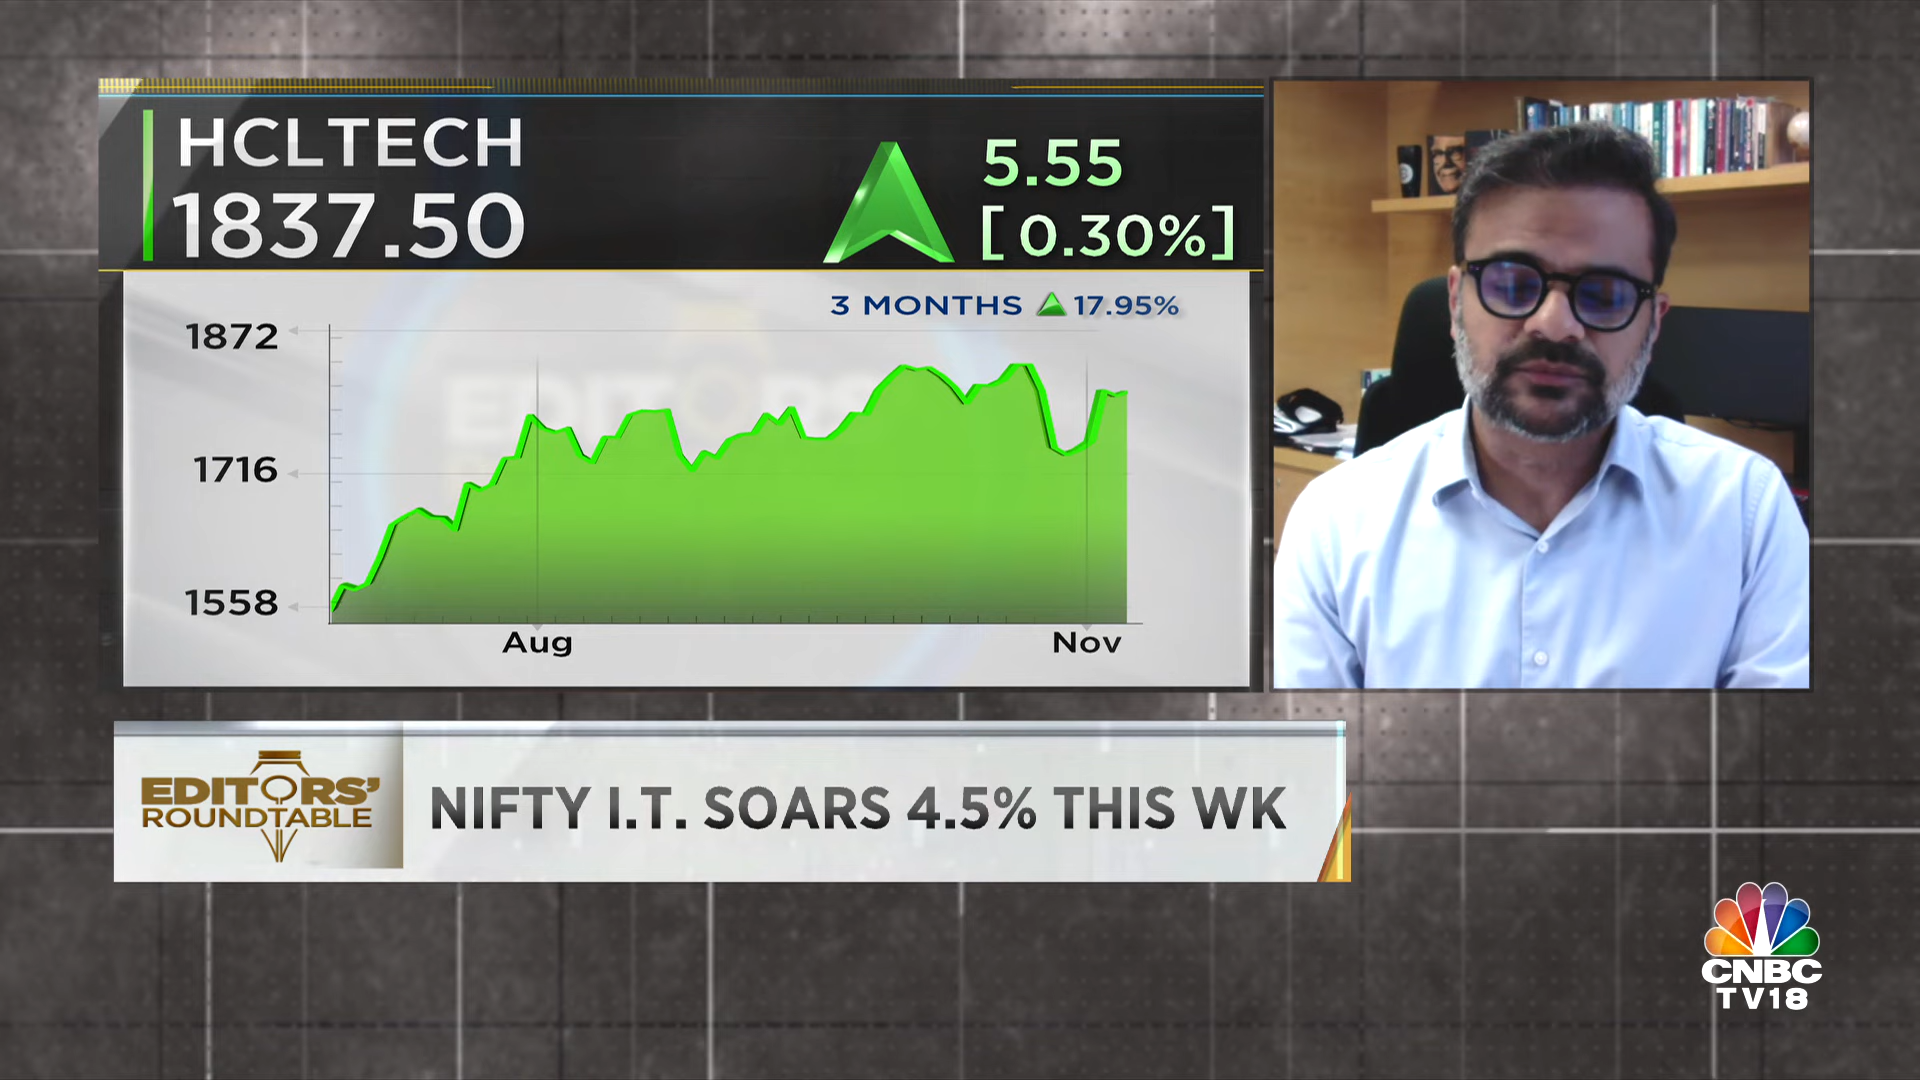 HCLTECH
1837.50
5.55
[0.30%]
3 MONTHS 17.95%
1872
1716
1558
Aug
Nov
EDITORS'
ROUNDTABLE
NIFTY I.T. SOARS 4.5% THIS WK
CNBC
TV18